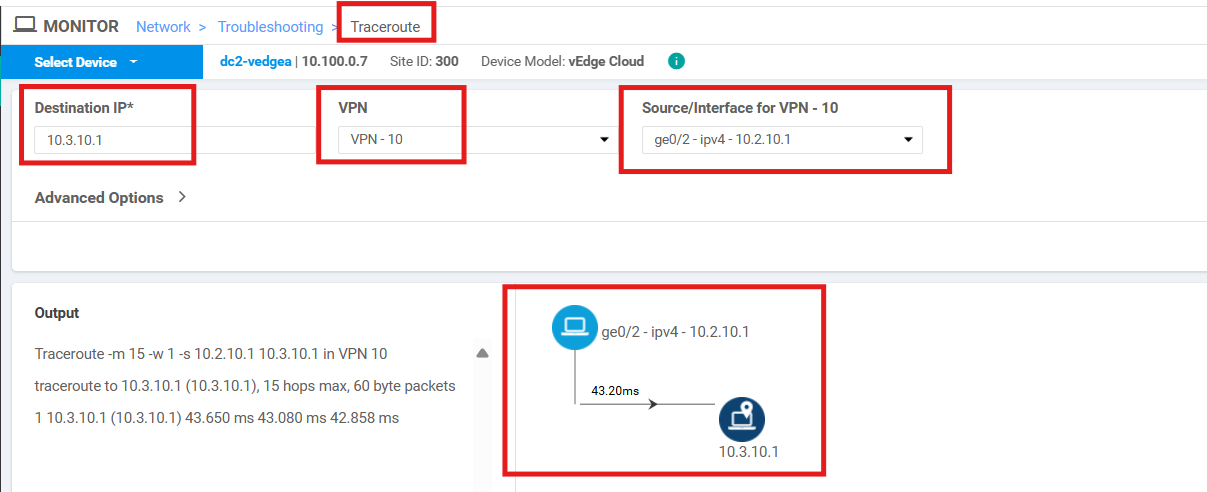 MONITOR Network > Troubleshooting > Traceroute
Select Device dc2-vedgea | 10.100.0.7 Site ID: 300 Device Model: vEdge Cloud i
Destination IP* VPN Source/Interface for VPN - 10
10.3.10.1 VPN - 10 ge0/2 - ipv4 - 10.2.10.1
Advanced Options >
Output
Traceroute -m 15 -w 1 -s 10.2.10.1 10.3.10.1 in VPN 10
traceroute to 10.3.10.1 (10.3.10.1), 15 hops max, 60 byte packets
1 10.3.10.1 (10.3.10.1) 43.650 ms 43.080 ms 42.858 ms
ge0/2 - ipv4 - 10.2.10.1
43.20ms
10.3.10.1